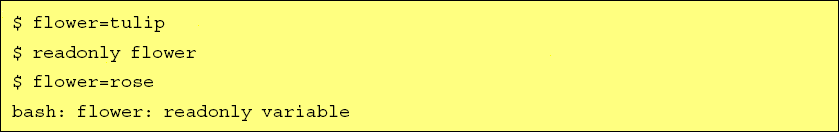 $ flower=tulip
$ readonly flower
$ flower=rose
bash: flower: readonly variable